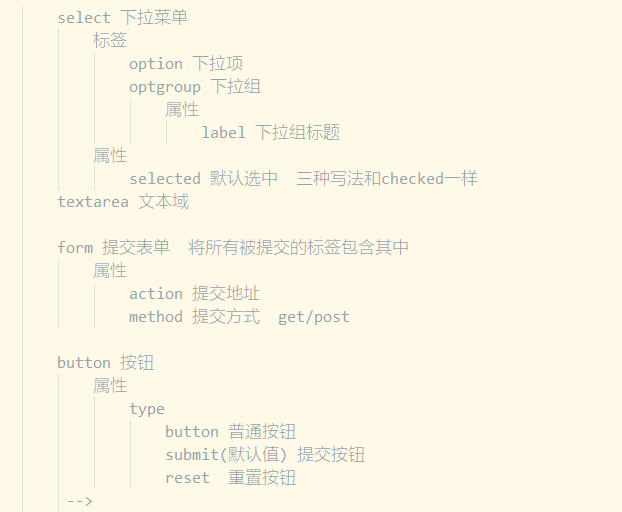 select 下拉菜单
标签
option 下拉项
optgroup 下拉组
属性
label 下拉组标题
属性
selected 默认选中  三种写法和checked一样
textarea 文本域
form 提交表单  将所有被提交的标签包含其中
属性
action 提交地址
method 提交方式  get/post
button 按钮
属性
type
button 普通按钮
submit(默认值) 提交按钮
reset  重置按钮
-->